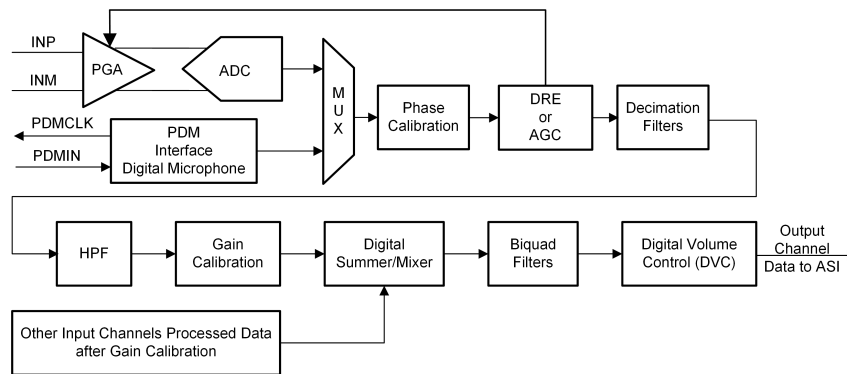 INP
INM
PGA
ADC
PDMCLK
PDMIN
PDM
Interface
Digital Microphone
M
U
X
Phase
Calibration
DRE
or
AGC
Decimation
Filters
HPF
Gain
Calibration
Digital
Summer/Mixer
Biquad
Filters
Digital Volume
Control (DVC)
Output
Channel
Data to ASI
Other Input Channels Processed Data
after Gain Calibration